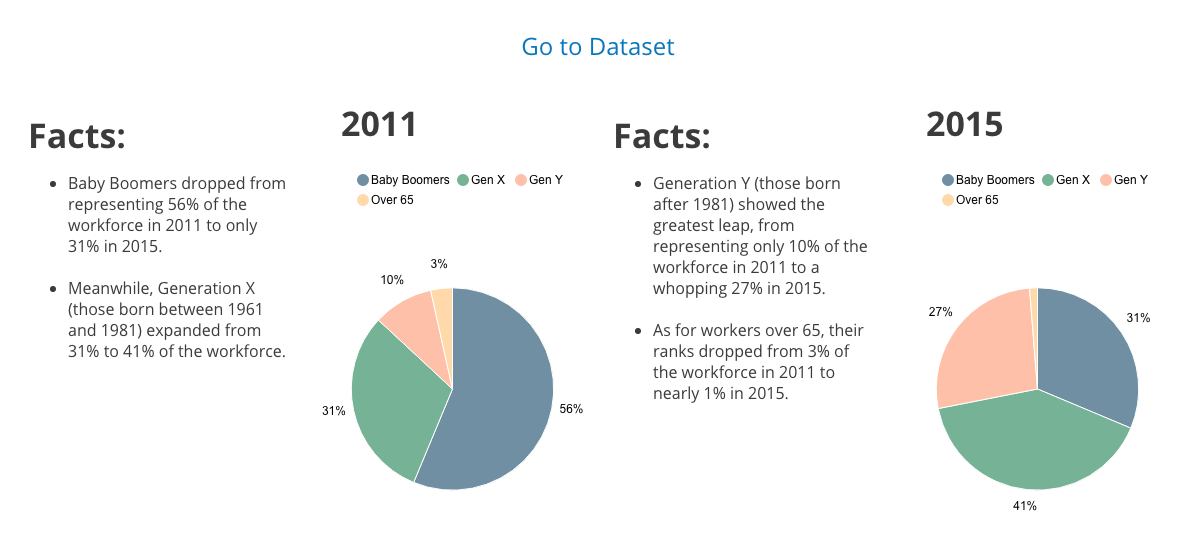 Go to Dataset
Facts:
Baby Boomers dropped from
representing 56% of the
workforce in 2011 to only
31% in 2015.
Meanwhile, Generation X
(those born between 1961
and 1981) expanded from
31% to 41% of the workforce.
2011
Baby Boomers Gen X Gen Y
Over 65
3%
10%
31%
56%
Facts:
Generation Y (those born
after 1981) showed the
greatest leap, from
representing only 10% of the
workforce in 2011 to a
whopping 27% in 2015.
As for workers over 65, their
ranks dropped from 3% of
the workforce in 2011 to
nearly 1% in 2015.
2015
Baby Boomers Gen X Gen Y
Over 65
27%
31%
41%